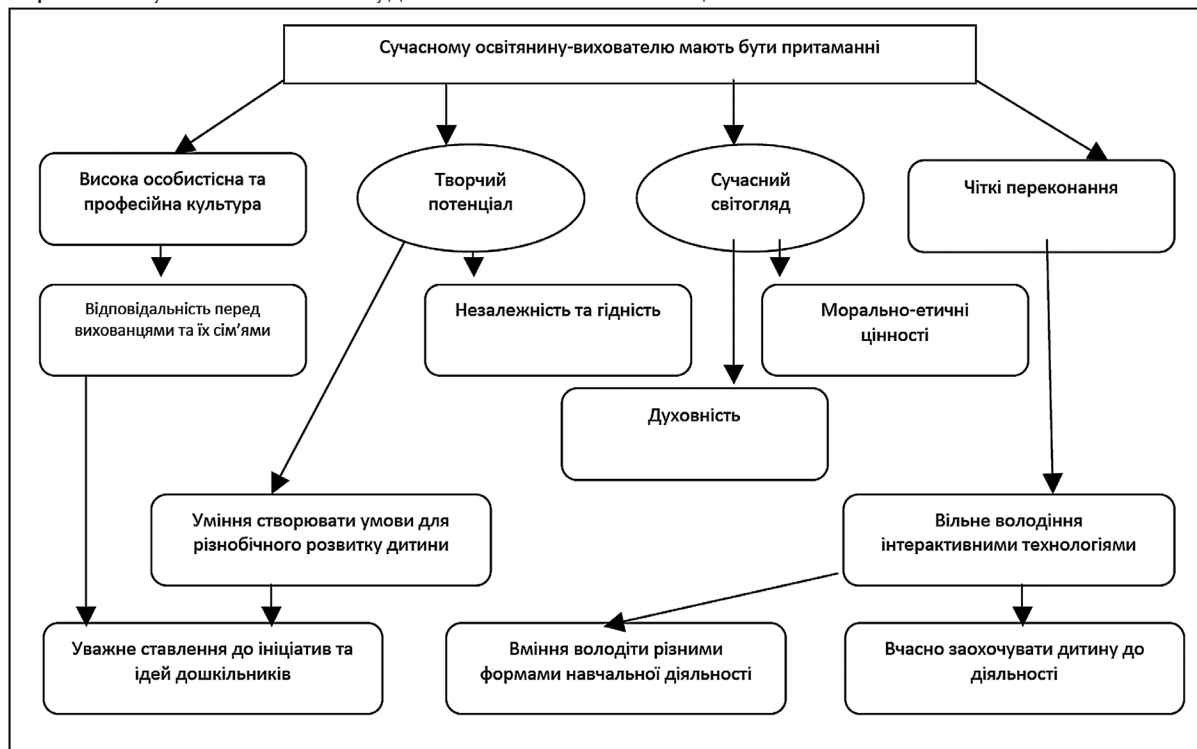 Сучасному освітянину-вихователю мають бути притаманні
Висока особистісна та
професійна культура
Творчий
потенціал
Сучасний
світогляд
Чіткі переконання
Відповідальність перед
вихованцями та їх сім’ями
Незалежність та гідність
Морально-етичні
цінності
Духовність
Уміння створювати умови для
різнобічного розвитку дитини
Вільне володіння
інтерактивними технологіями
Уважне ставлення до ініціатив та
ідей дошкільників
Вміння володіти різними
формами навчальної діяльності
Вчасно заохочувати дитину до
діяльності